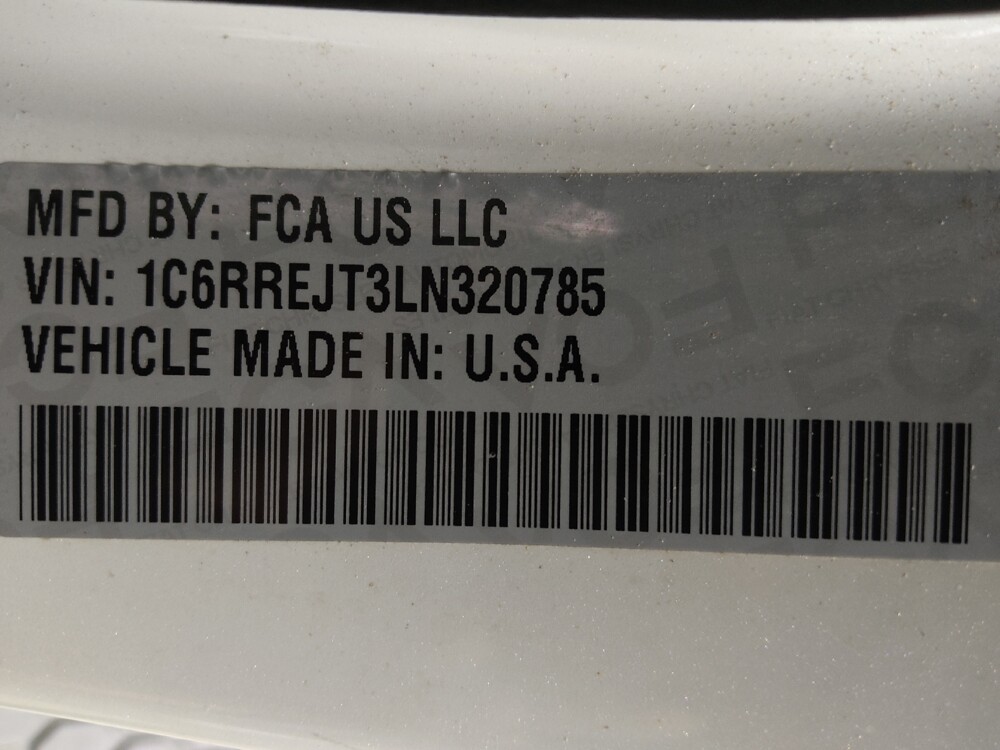 MFD BY: FCA US LLC
VIN: 1C6RREJT3LN320785
VEHICLE MADE IN: U.S.A.